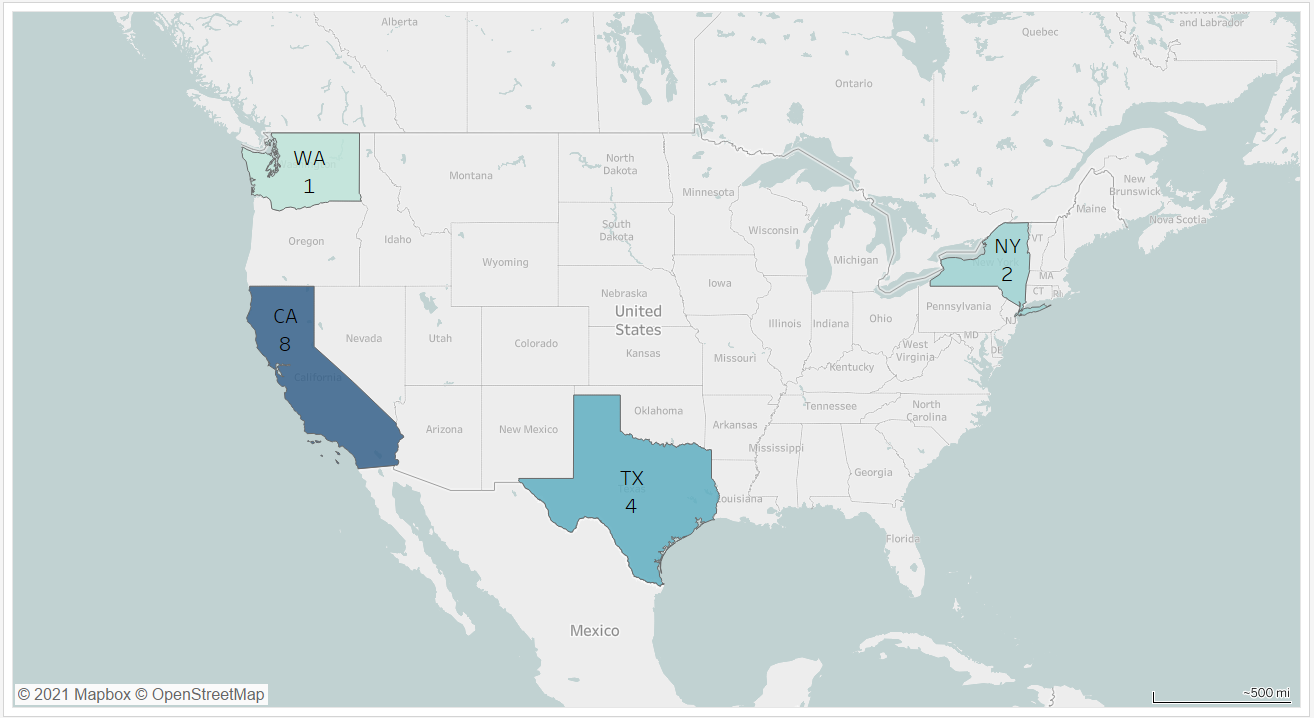 Alberta
and Labrador
Quebec
Ontario
WA
1
Montana
North
Dakota
Minnesota
New
Brunswick
Maine
Nova Scotia
Oregon
Idaho
South
Dakota
Wisconsin
Michigan
NY
2
VT
Wyoming
Iowa
MA
CT
RI
Nebraska
Pennsylvania
NJ
CA
8
Nevada
Utah
Colorado
United
States
Kansas
Illinois
Indiana
Ohio
MD
DE
West
Virginia
Missouri
Kentucky
California
Arizona
New Mexico
Oklahoma
Arkansas
Tennessee
North
Carolina
Mississippi
Georgia
TX
4
Louisiana
Florida
Mexico
© 2021 Mapbox © OpenStreetMap
~500 mi